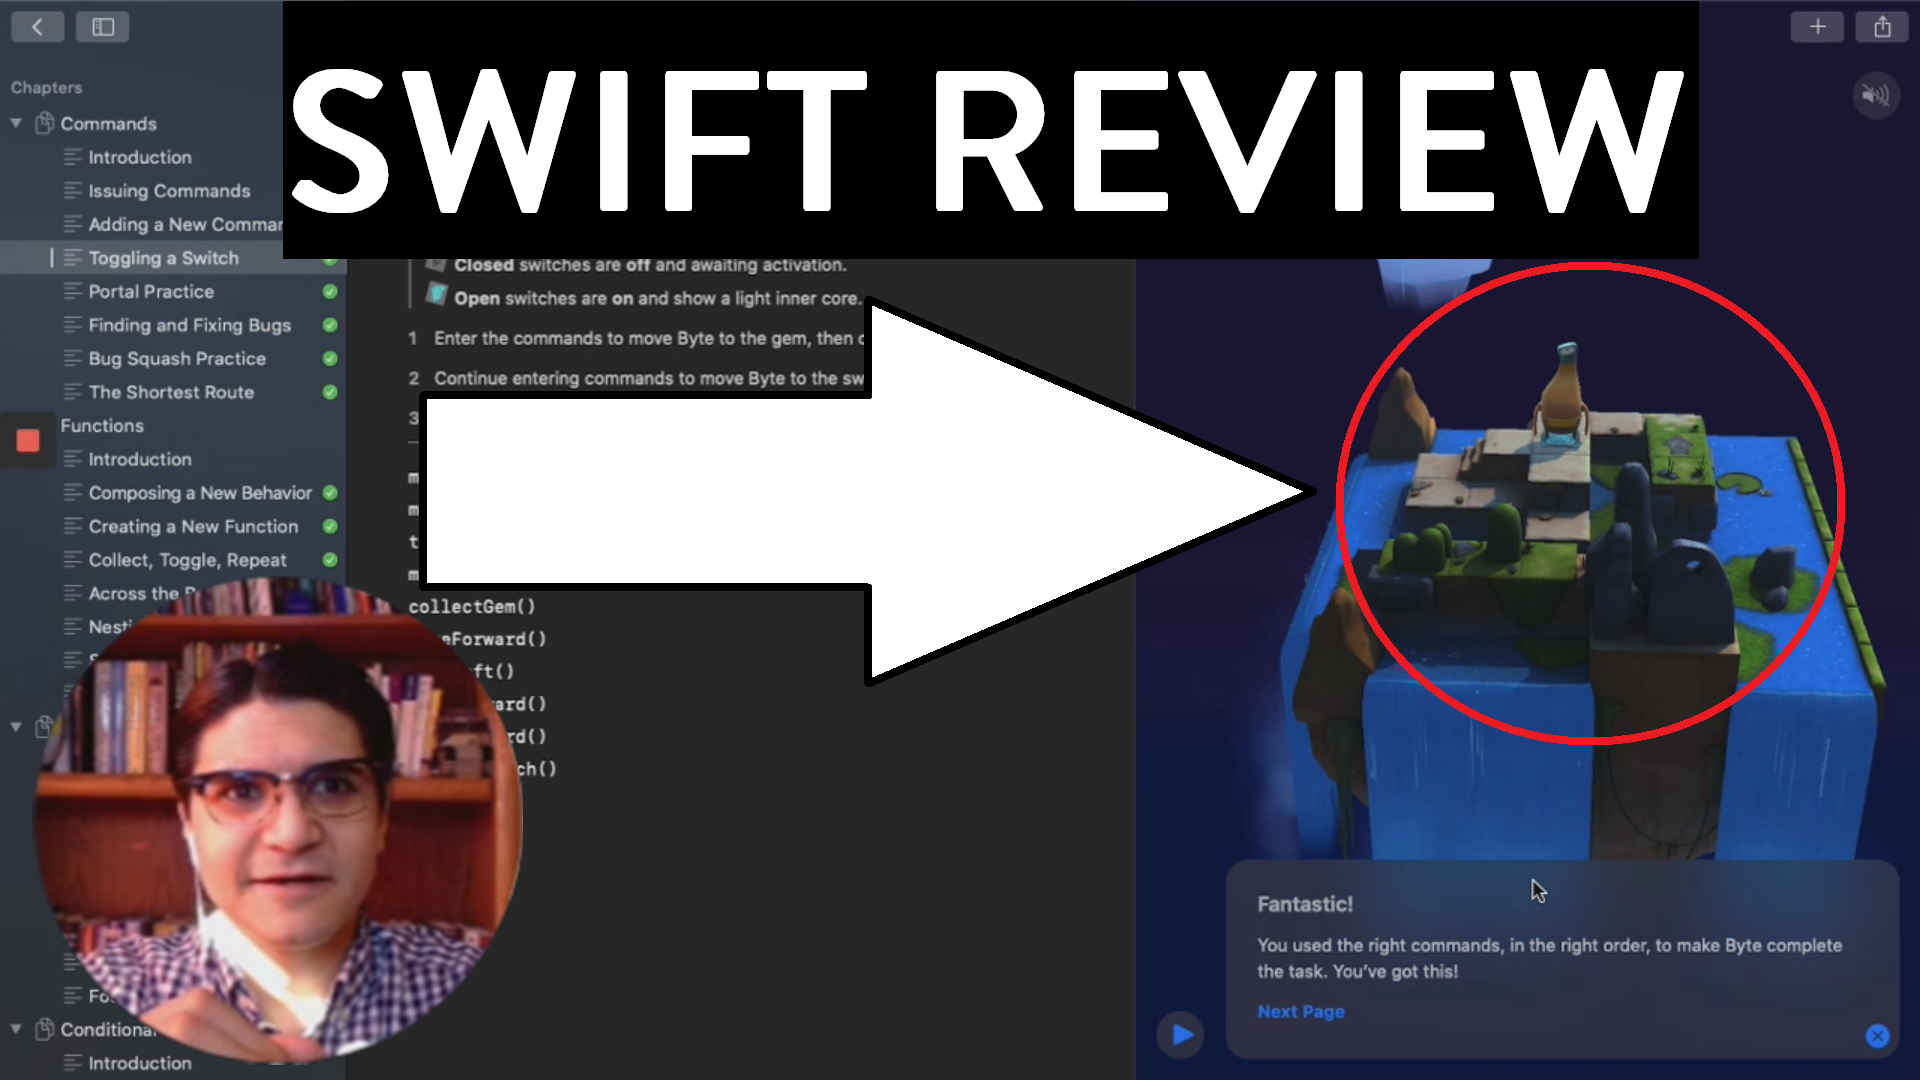 SWIFT REVIEW
Chapters
Commands
Introduction
Issuing Commands
Adding a New Comman
Toggling a Switch
Portal Practice
Finding and Fixing Bugs
Bug Squash Practice
The Shortest Route
Functions
Introduction
Composing a New Behavior
Creating a New Function
Collect, Toggle, Repeat
Across the
Nesti
Conditional
Introduction
Closed switches are off and awaiting activation.
Open switches are on and show a light inner core.
1 Enter the commands to move Byte to the gem, then
2 Continue entering commands to move Byte to the sw
3
m
m
t
m
collectGem()
eForward()
ft()
ard()
rd()
ch()
Fantastic!
You used the right commands, in the right order, to make Byte complete
the task. You've got this!
Next Page